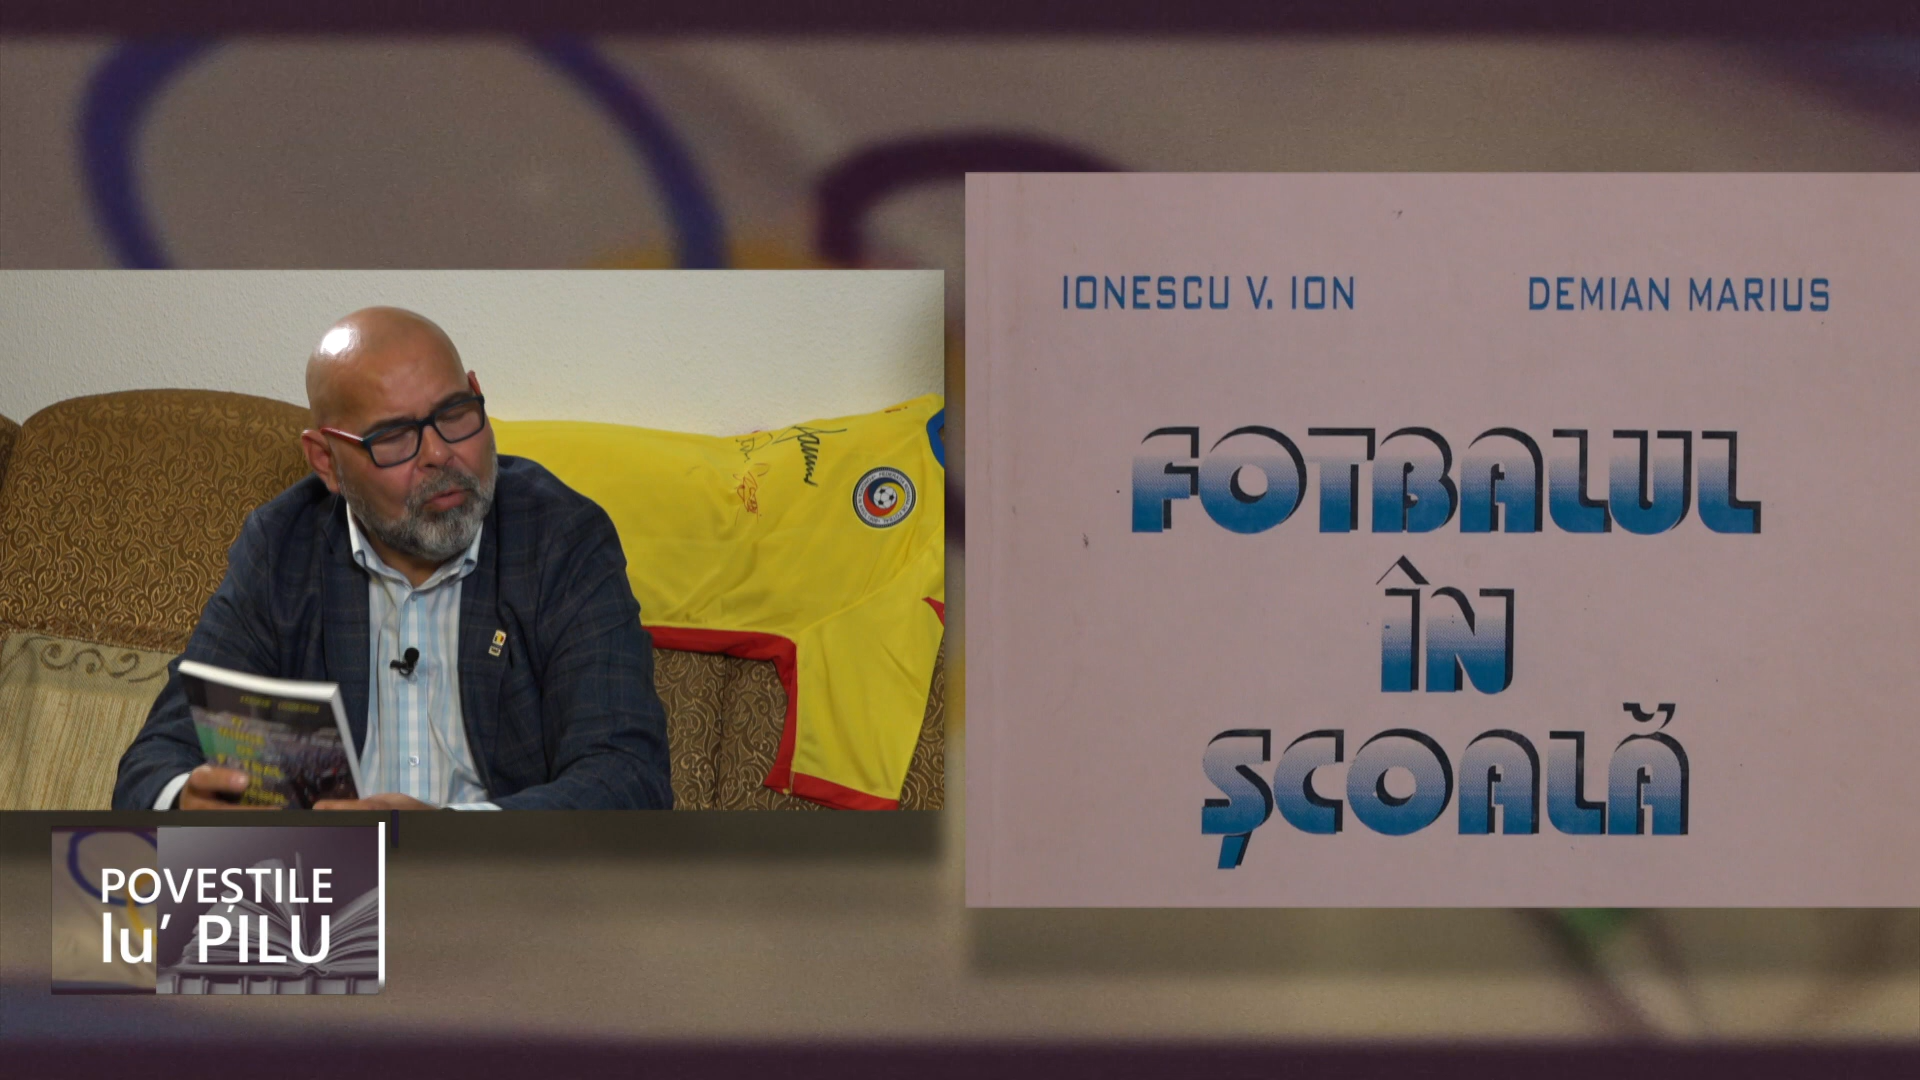 IONESCU V. ION
DEMIAN MARIUS
FOTBALUL
ÎN
ȘCOALĂ
POVEȘTILE
lu’ PILU